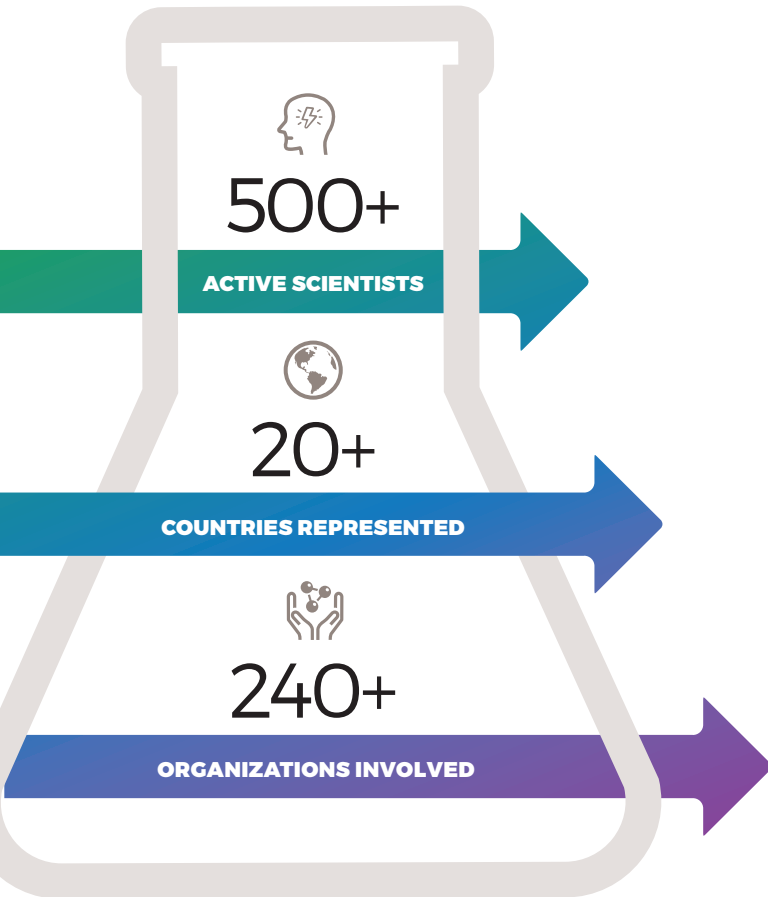 500+
ACTIVE SCIENTISTS
20+
COUNTRIES REPRESENTED
240+
ORGANIZATIONS INVOLVED